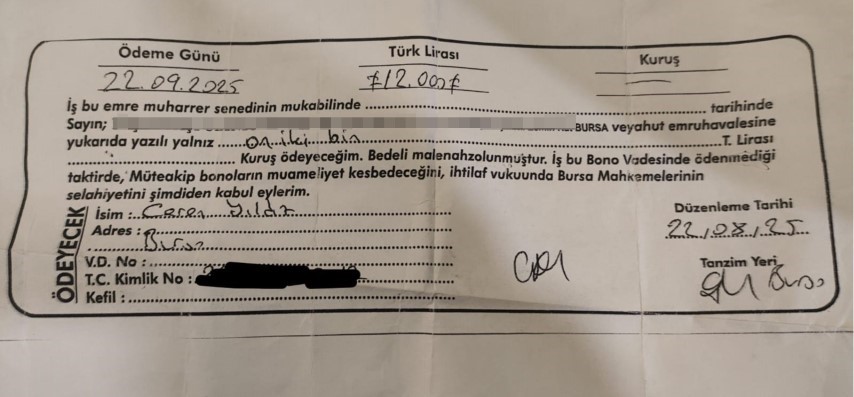 Ödeme Günü Türk Lirası Kuruş
22.09.2025 #12.000#
İş bu emre muharrer senedinin mukabilinde ........ tarihinde
Sayın; BURSA veyahut emruhavalesine
yukarıda yazılı yalnız ......on iki bin........T. Lirası
........ Kuruş ödeyeceğim. Bedeli malenahzolunmuştur. İş bu Bono Vadesinde ödenmediği
taktirde, Müteakip bonoların muameliyet kesbedeceğini, ihtilaf vukuunda Bursa Mahkemelerinin
selahiyetini şimdiden kabul eylerim.
ÖDEYECEK
İsim : Ceren Yıldız
Adres :
Bursa
V.D. No :
T.C. Kimlik No :
Kefil :
Düzenleme Tarihi
22.08.25
Tanzim Yeri
Bursa